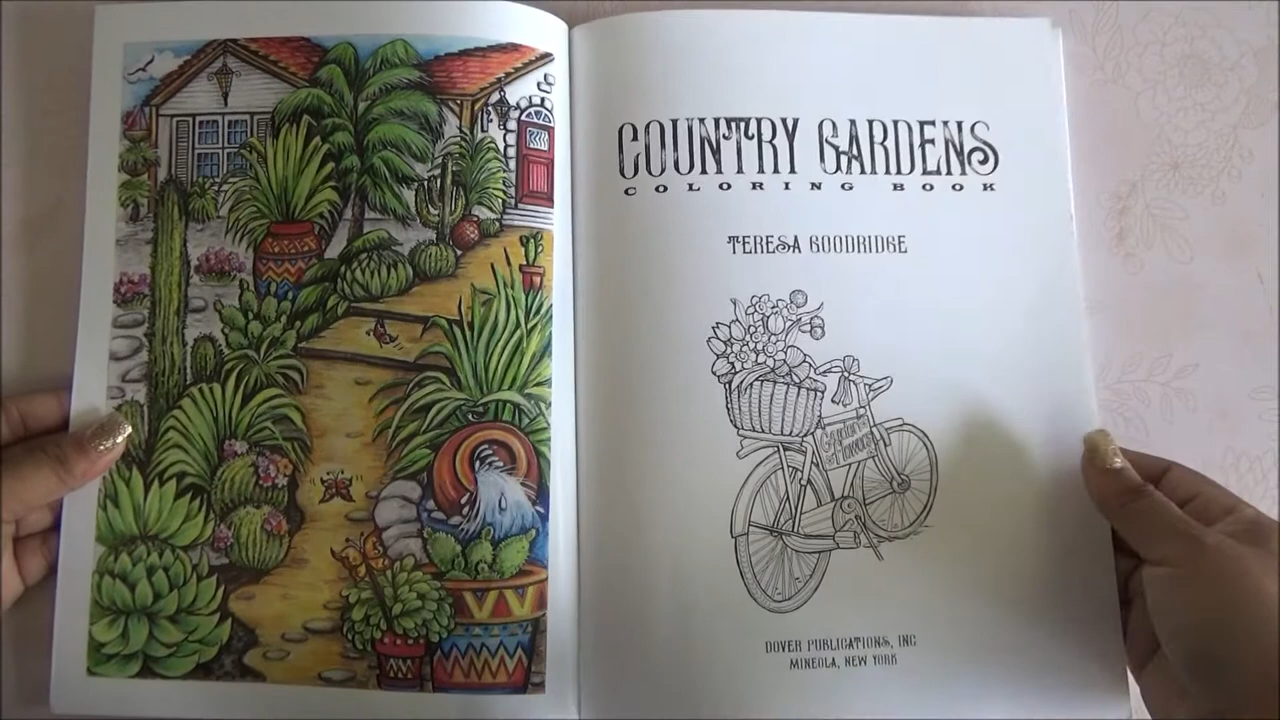 COUNTRY GARDENS
COLORING BOOK
TERESA GOODRIDGE
Garden
Flowers
DOVER PUBLICATIONS, INC
MINEOLA, NEW YORK